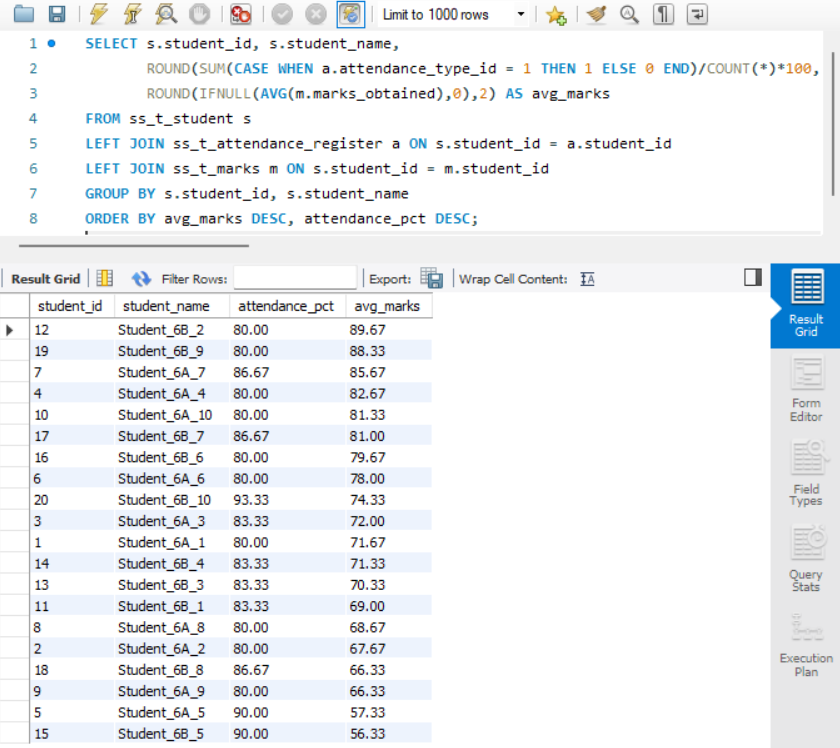 Limit to 1000 rows
1 SELECT s.student_id, s.student_name,
2 ROUND(SUM(CASE WHEN a.attendance_type_id = 1 THEN 1 ELSE 0 END)/COUNT(*)*100,
3 ROUND(IFNULL(AVG(m.marks_obtained),0),2) AS avg_marks
4 FROM ss_t_student s
5 LEFT JOIN ss_t_attendance_register a ON s.student_id = a.student_id
6 LEFT JOIN ss_t_marks m ON s.student_id = m.student_id
7 GROUP BY s.student_id, s.student_name
8 ORDER BY avg_marks DESC, attendance_pct DESC;
Result Grid Filter Rows: Export: Wrap Cell Content: IA
student_id student_name attendance_pct avg_marks
12 Student_6B_2 80.00 89.67
19 Student_6B_9 80.00 88.33
7 Student_6A_7 86.67 85.67
4 Student_6A_4 80.00 82.67
10 Student_6A_10 80.00 81.33
17 Student_6B_7 86.67 81.00
16 Student_6B_6 80.00 79.67
6 Student_6A_6 80.00 78.00
20 Student_6B_10 93.33 74.33
3 Student_6A_3 83.33 72.00
1 Student_6A_1 80.00 71.67
14 Student_6B_4 83.33 71.33
13 Student_6B_3 83.33 70.33
11 Student_6B_1 83.33 69.00
8 Student_6A_8 80.00 68.67
2 Student_6A_2 80.00 67.67
18 Student_6B_8 86.67 66.33
9 Student_6A_9 80.00 66.33
5 Student_6A_5 90.00 57.33
15 Student_6B_5 90.00 56.33
Result
Grid
Form
Editor
Field
Types
Query
Stats
Execution
Plan